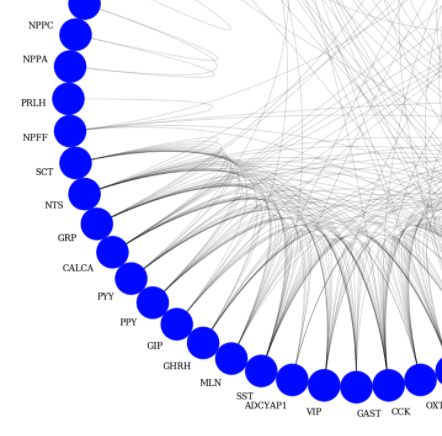 NPPC
NPPA
PRLH
NPFF
SCT
NTS
GRP
CALCA
PYY
PPY
GIP
GHRH
MLN
SST
ADCYAP1
VIP
GAST
CCK
OXT